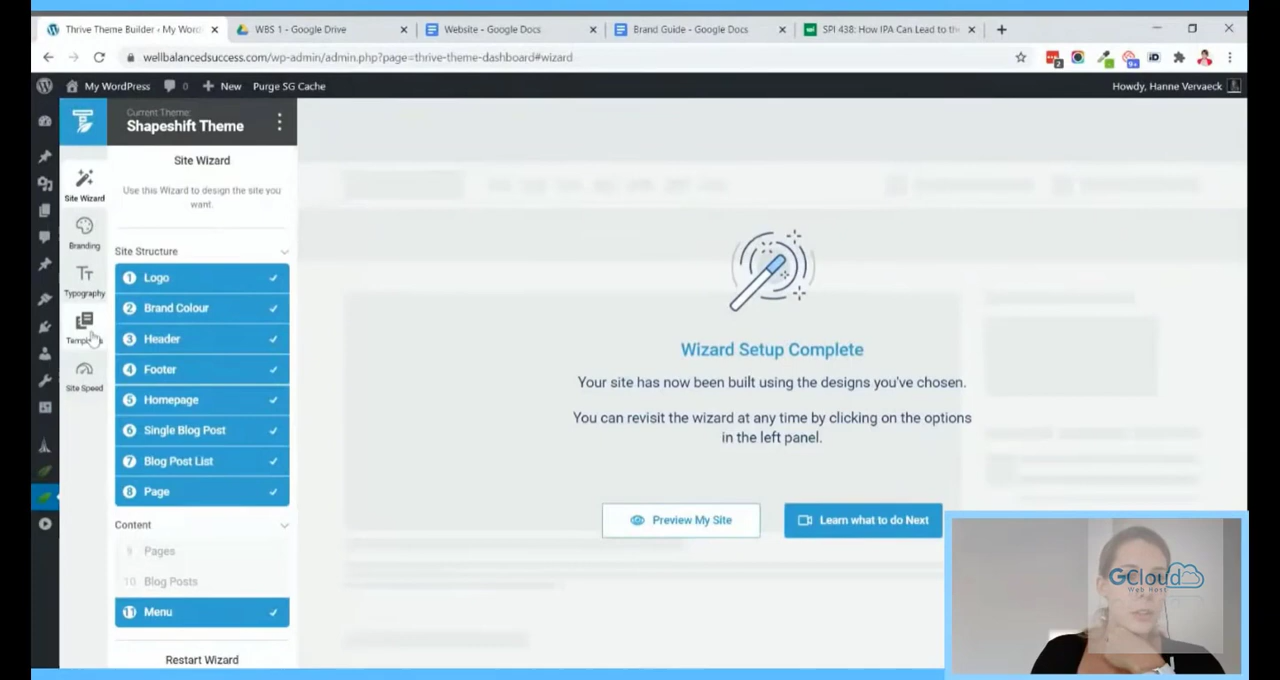 Thrive Theme Builder ‹ My Word
WBS 1 - Google Drive
Website - Google Docs
Brand Guide - Google Docs
SPI 438: How IPA Can Lead to th
wellbalancedsuccess.com/wp-admin/admin.php?page=thrive-theme-dashboard#wizard
My WordPress
0
New
Purge SG Cache
Howdy, Hanne Vervaeck
Current Theme:
Shapeshift Theme
Site Wizard
Use this Wizard to design the site you
want.
Site Wizard
Branding
Typography
Site Speed
Site Structure
1 Logo
2 Brand Colour
3 Header
4 Footer
5 Homepage
6 Single Blog Post
7 Blog Post List
8 Page
Content
9 Pages
10 Blog Posts
11 Menu
Restart Wizard
Wizard Setup Complete
Your site has now been built using the designs you've chosen.
You can revisit the wizard at any time by clicking on the options
in the left panel.
Preview My Site
Learn what to do Next
GCloud
Web Host